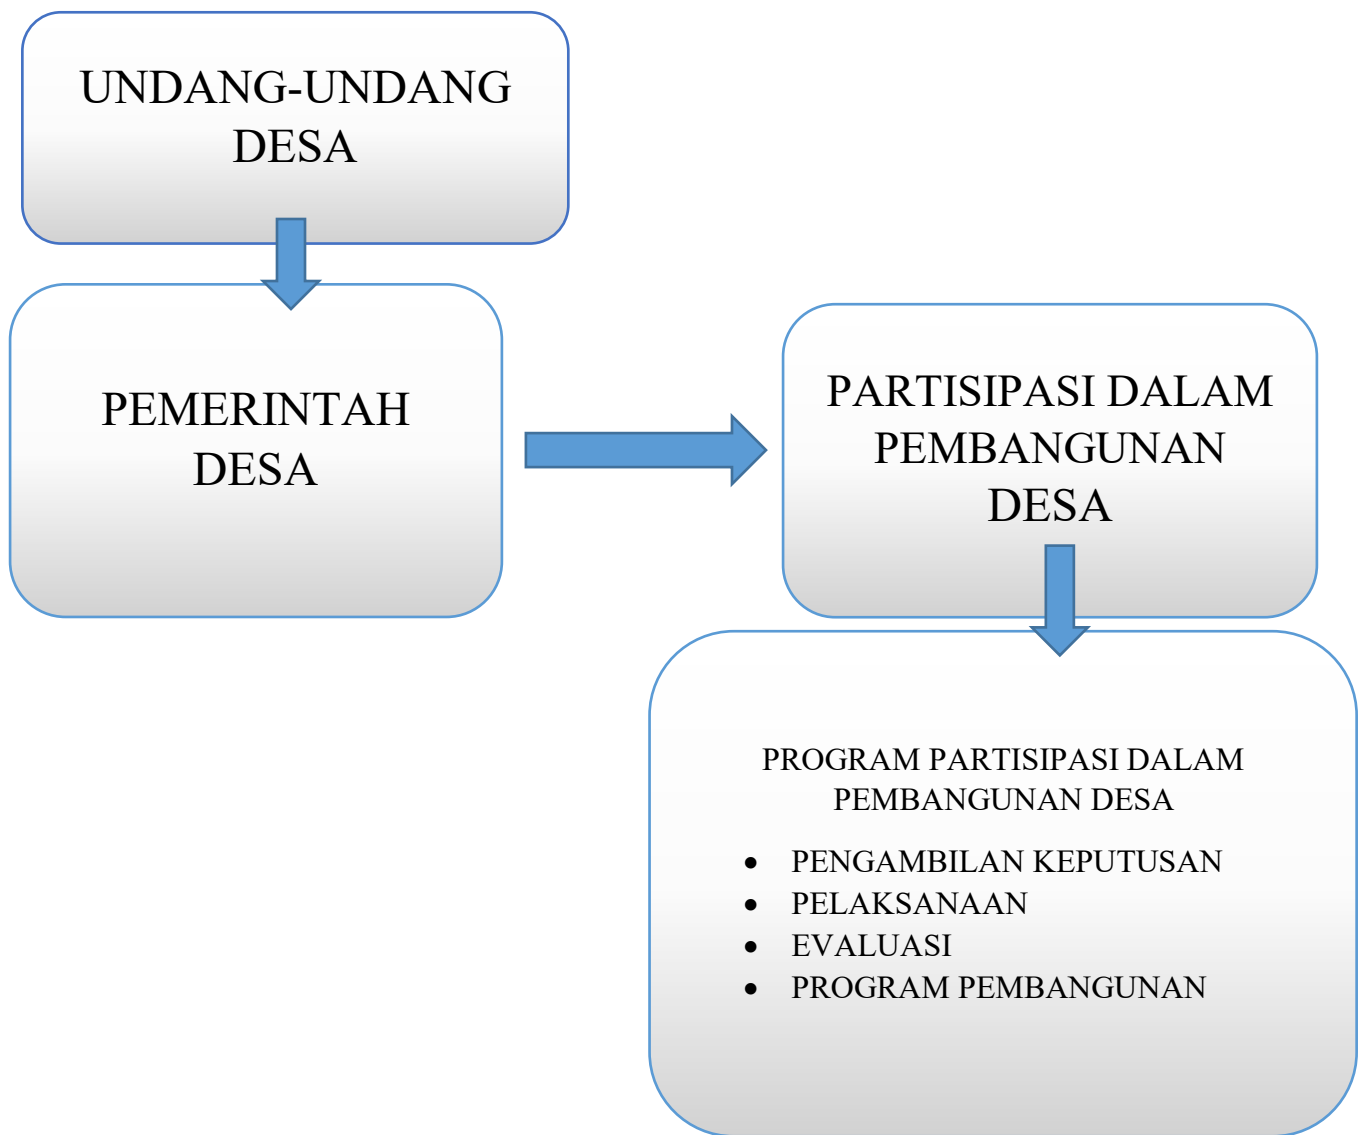 UNDANG-UNDANG
DESA
PEMERINTAH
DESA
PARTISIPASI DALAM
PEMBANGUNAN
DESA
PROGRAM PARTISIPASI DALAM
PEMBANGUNAN DESA
• PENGAMBILAN KEPUTUSAN
• PELAKSANAAN
• EVALUASI
• PROGRAM PEMBANGUNAN